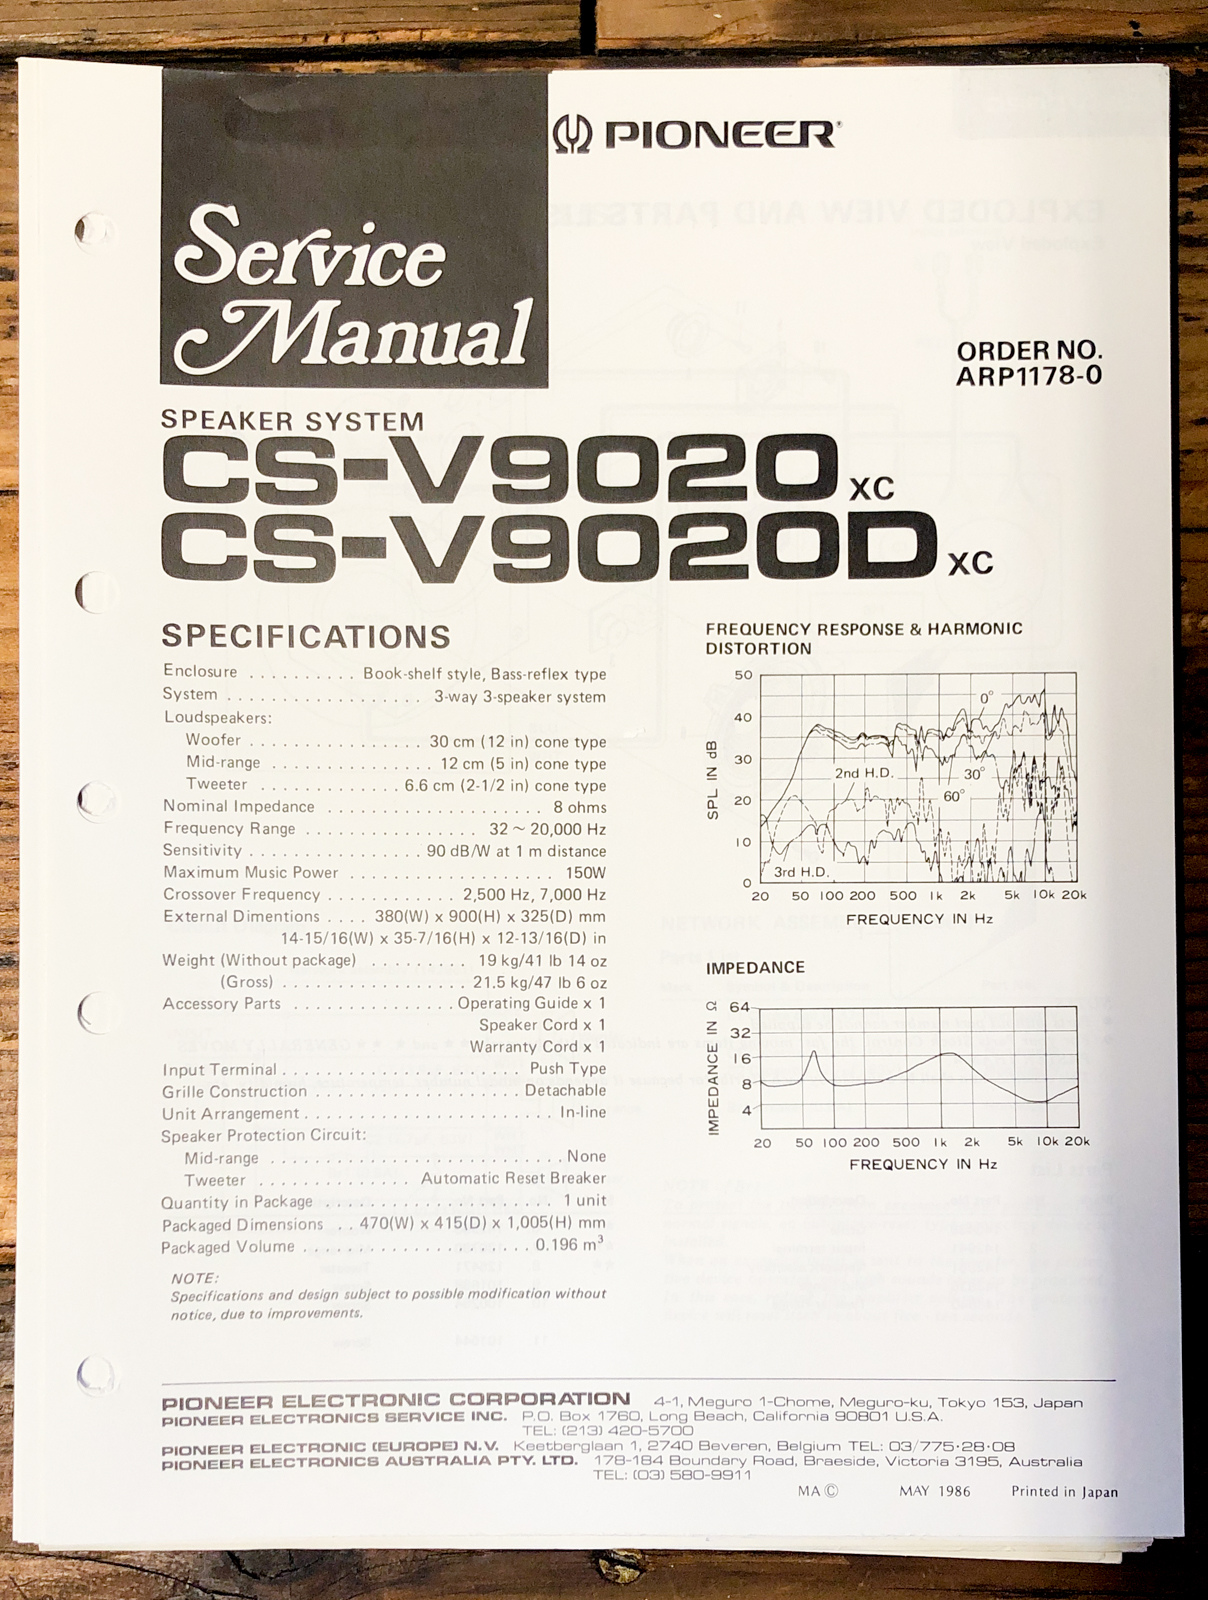 Service
Manual
PIONEER®
ORDER NO.
ARP1178-0
SPEAKER SYSTEM
CS-V9020 XC
CS-V9020D XC
SPECIFICATIONS
Enclosure . . . . . . . . . . Book-shelf style, Bass-reflex type
System . . . . . . . . . . . . . . . . . . 3-way 3-speaker system
Loudspeakers:
Woofer . . . . . . . . . . . . . . . . 30 cm (12 in) cone type
Mid-range . . . . . . . . . . . . . . . 12 cm (5 in) cone type
Tweeter . . . . . . . . . . . . . 6.6 cm (2-1/2 in) cone type
Nominal Impedance . . . . . . . . . . . . . . . . . . . . . 8 ohms
Frequency Range . . . . . . . . . . . . . . . . 32 ~ 20,000 Hz
Sensitivity . . . . . . . . . . . . . . . . 90 dB/W at 1 m distance
Maximum Music Power . . . . . . . . . . . . . . . . . . . 150W
Crossover Frequency . . . . . . . . . . . . 2,500 Hz, 7,000 Hz
External Dimentions . . . . 380(W) x 900(H) x 325(D) mm
14-15/16(W) x 35-7/16(H) x 12-13/16(D) in
Weight (Without package) . . . . . . . . . 19 kg/41 lb 14 oz
(Gross) . . . . . . . . . . . . . . . . . 21.5 kg/47 lb 6 oz
Accessory Parts . . . . . . . . . . . . . . . . Operating Guide x 1
Speaker Cord x 1
Warranty Cord x 1
Input Terminal . . . . . . . . . . . . . . . . . . . . . . . Push Type
Grille Construction . . . . . . . . . . . . . . . . . . . . Detachable
Unit Arrangement . . . . . . . . . . . . . . . . . . . . . . . . In-line
Speaker Protection Circuit:
Mid-range . . . . . . . . . . . . . . . . . . . . . . . . . . . . None
Tweeter . . . . . . . . . . . . . . Automatic Reset Breaker
Quantity in Package . . . . . . . . . . . . . . . . . . . . . . 1 unit
Packaged Dimensions . . 470(W) x 415(D) x 1,005(H) mm
Packaged Volume . . . . . . . . . . . . . . . . . . . . . . 0.196 m³
NOTE:
Specifications and design subject to possible modification without
notice, due to improvements.
FREQUENCY RESPONSE & HARMONIC
DISTORTION
SPL IN dB
50
40
30
20
10
0
0°
2nd H.D.
30°
60°
3rd H.D.
20 50 100 200 500 1k 2k 5k 10k 20k
FREQUENCY IN Hz
IMPEDANCE
IMPEDANCE IN Ω
64
32
16
8
4
20 50 100 200 500 1k 2k 5k 10k 20k
FREQUENCY IN Hz
PIONEER ELECTRONIC CORPORATION 4-1, Meguro 1-Chome, Meguro-ku, Tokyo 153, Japan
PIONEER ELECTRONICS SERVICE INC. P.O. Box 1760, Long Beach, California 90801 U.S.A.
TEL: (213) 420-5700
PIONEER ELECTRONIC (EUROPE) N.V. Keetberglaan 1, 2740 Beveren, Belgium TEL: 03/775·28·08
PIONEER ELECTRONICS AUSTRALIA PTY. LTD. 178-184 Boundary Road, Braeside, Victoria 3195, Australia
TEL: (03) 580-9911
MA © MAY 1986 Printed in Japan